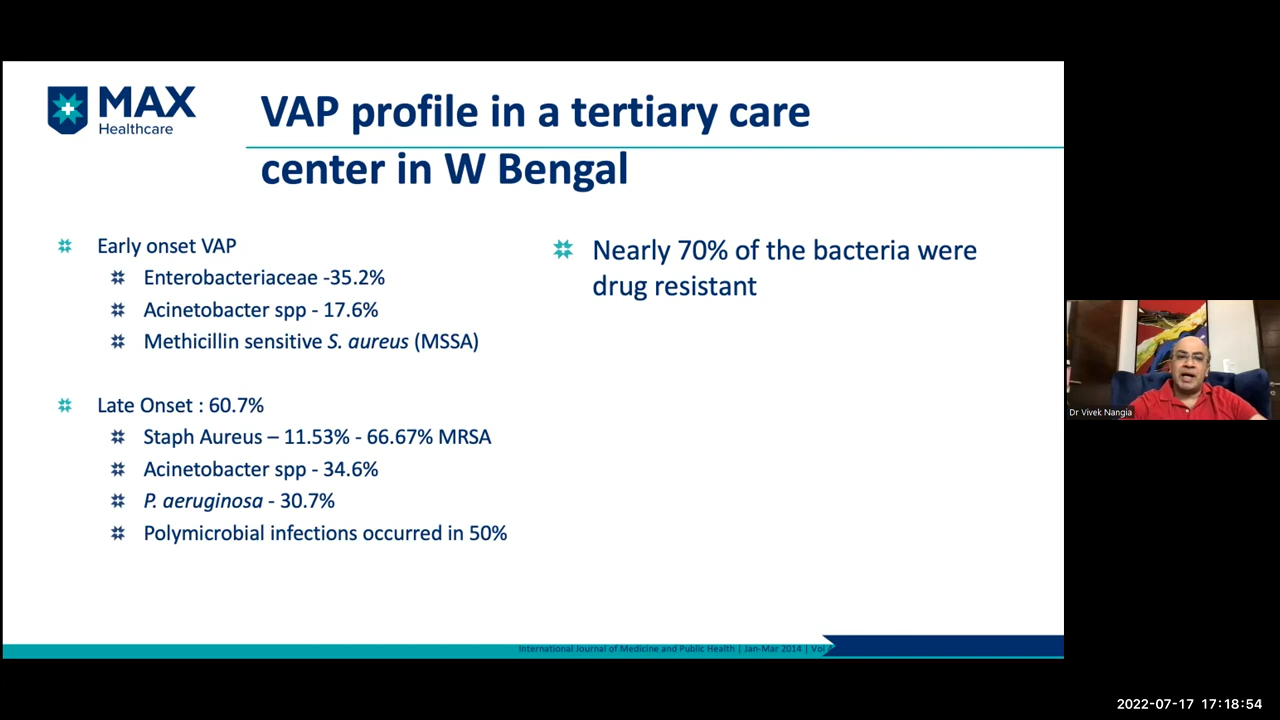 MAX
Healthcare
VAP profile in a tertiary care
center in W Bengal
Early onset VAP
Enterobacteriaceae -35.2%
Acinetobacter spp - 17.6%
Methicillin sensitive S. aureus (MSSA)
Late Onset : 60.7%
Staph Aureus – 11.53% - 66.67% MRSA
Acinetobacter spp - 34.6%
P. aeruginosa - 30.7%
Polymicrobial infections occurred in 50%
Nearly 70% of the bacteria were
drug resistant
International Journal of Medicine and Public Health | Jan-Mar 2014 | Vol
Dr Vivek Nangia
2022-07-17 17:18:54